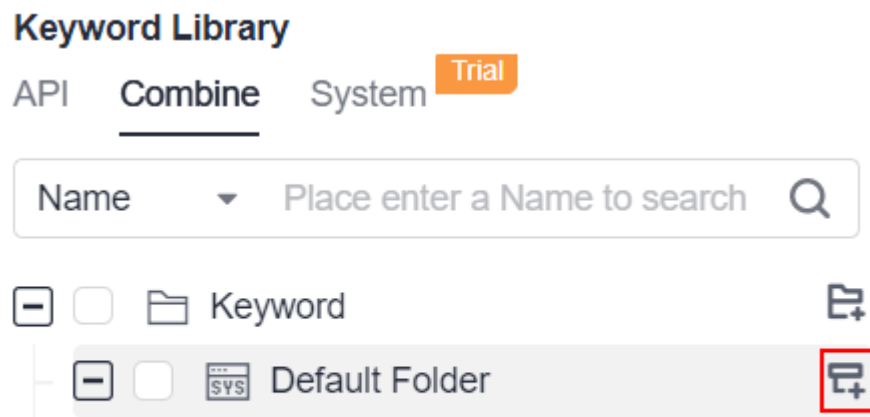 Keyword Library
API Combine System Trial
Name Place enter a Name to search
Keyword
SYS Default Folder